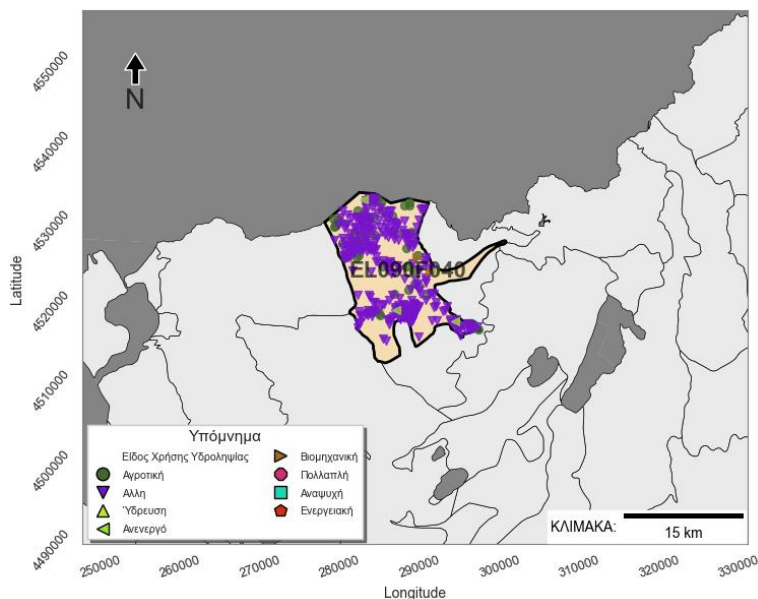 4550000
4540000
4530000
4520000
4510000
4500000
4490000
Latitude
N
EL090F040
Υπόμνημα
Είδος Χρήσης Υδροληψίας
Αγροτική
Αλλη
Ύδρευση
Ανενεργό
Βιομηχανική
Πολλαπλή
Αναψυχή
Ενεργειακή
ΚΛΙΜΑΚΑ:
15 km
250000 260000 270000 280000 290000 300000 310000 320000 330000
Longitude